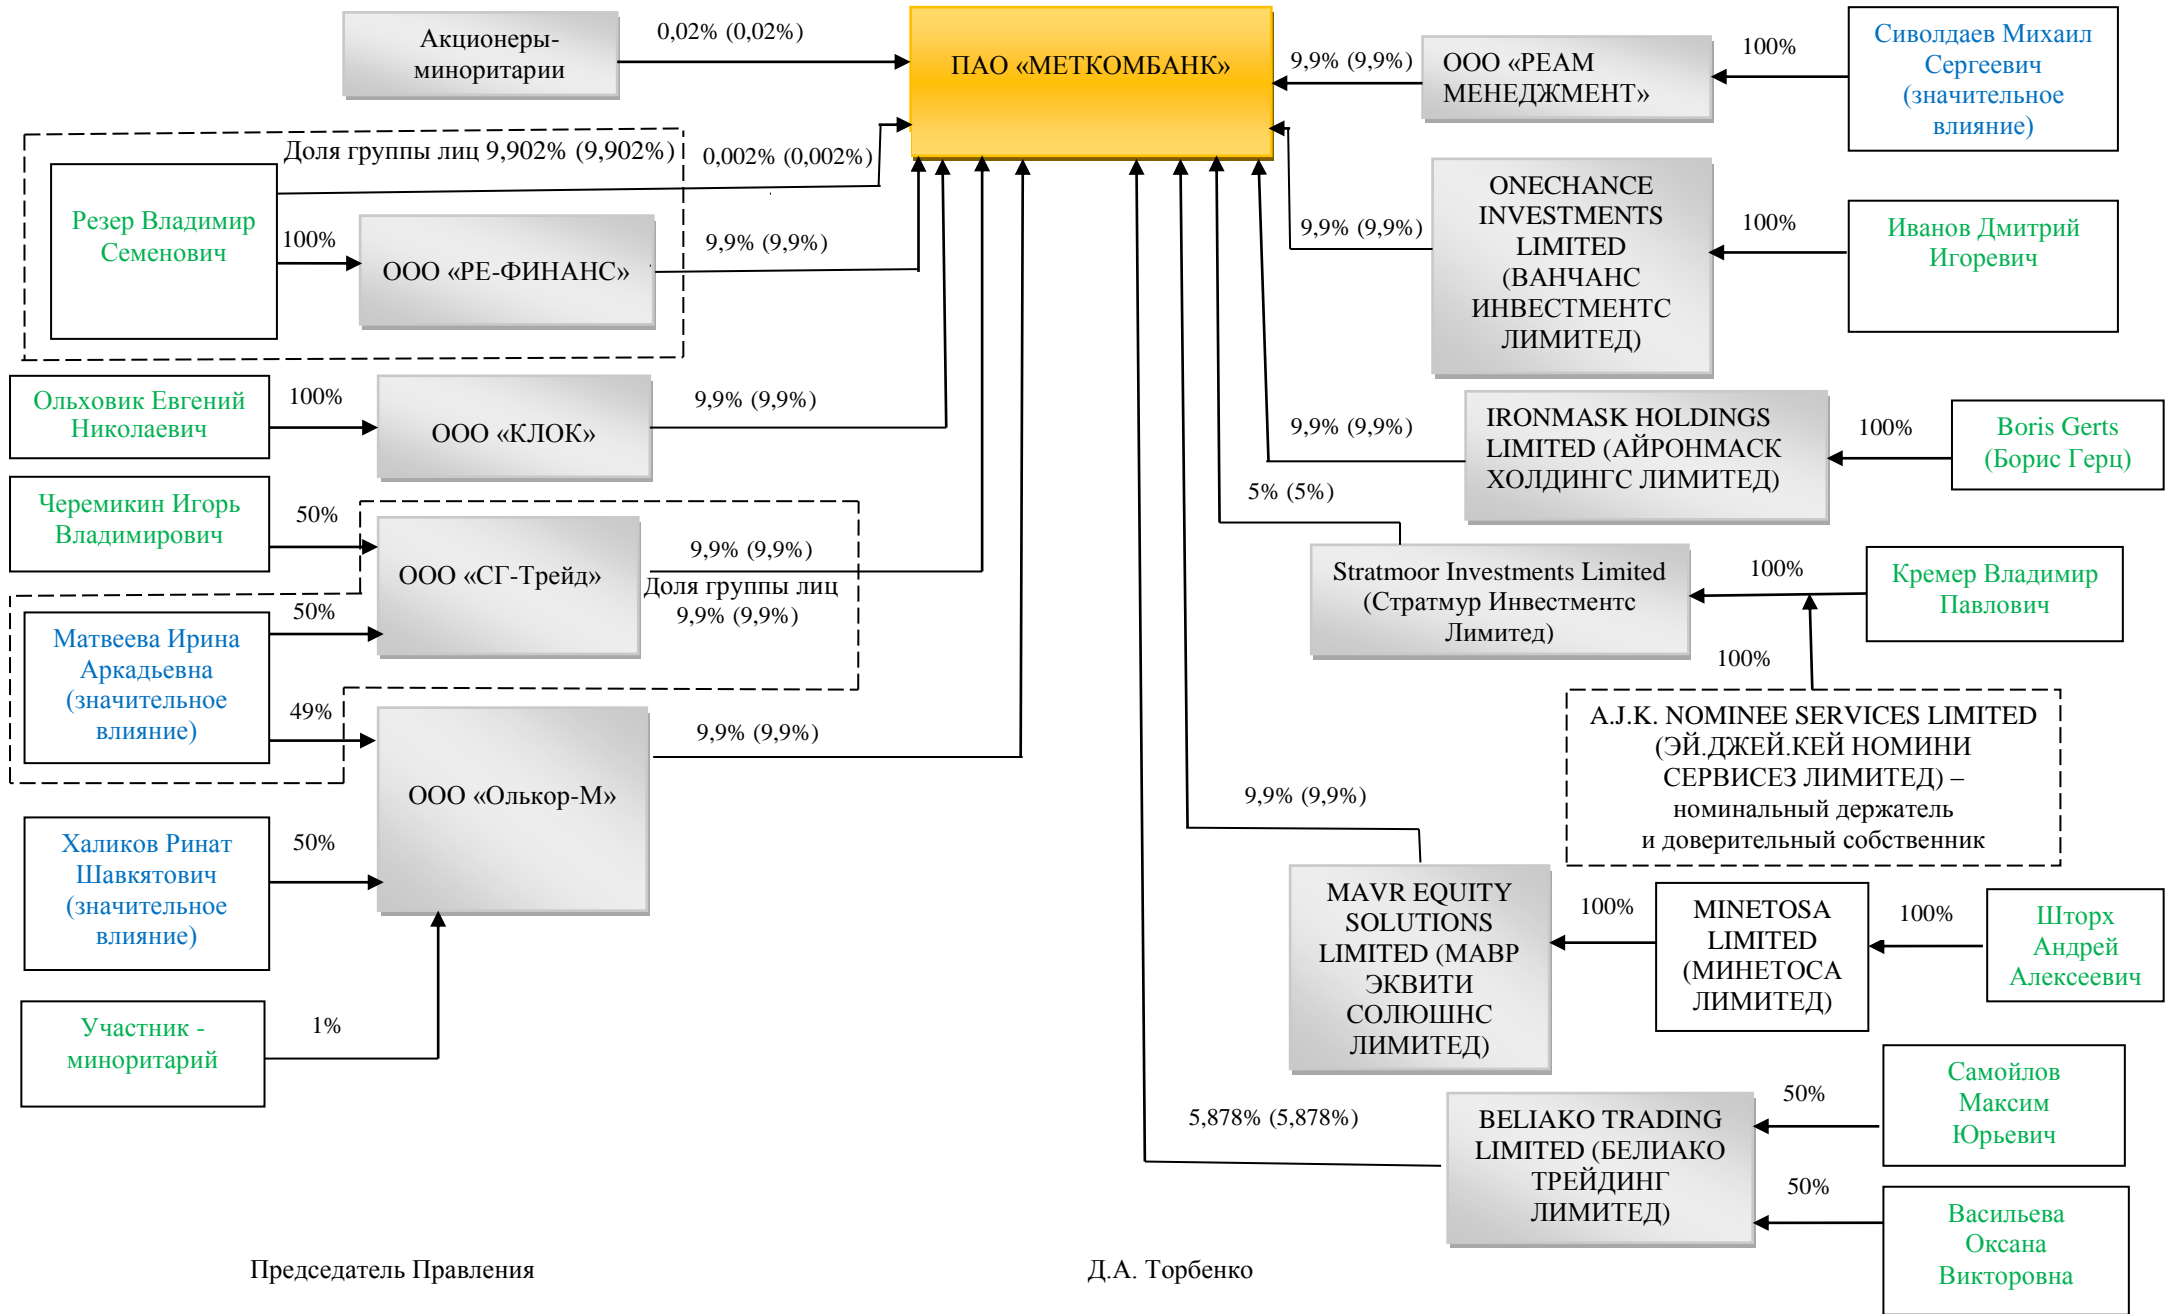 Акционеры-
миноритарии
0,02% (0,02%)
ПАО «МЕТКОМБАНК»
9,9% (9,9%)
ООО «РЕАМ
МЕНЕДЖМЕНТ»
100%
Сиволдаев Михаил
Сергеевич
(значительное
влияние)
Доля группы лиц 9,902% (9,902%)
0,002% (0,002%)
Резер Владимир
Семенович
100%
ООО «РЕ-ФИНАНС»
9,9% (9,9%)
9,9% (9,9%)
ONECHANCE
INVESTMENTS
LIMITED
(ВАНЧАНС
ИНВЕСТМЕНТС
ЛИМИТЕД)
100%
Иванов Дмитрий
Игоревич
Ольховик Евгений
Николаевич
100%
ООО «КЛОК»
9,9% (9,9%)
9,9% (9,9%)
IRONMASK HOLDINGS
LIMITED (АЙРОНМАСК
ХОЛДИНГС ЛИМИТЕД)
100%
Boris Gerts
(Борис Герц)
Черемикин Игорь
Владимирович
50%
ООО «СГ-Трейд»
9,9% (9,9%)
Доля группы лиц
9,9% (9,9%)
5% (5%)
Stratmoor Investments Limited
(Стратмур Инвестментс
Лимитед)
100%
Кремер Владимир
Павлович
100%
A.J.K. NOMINEE SERVICES LIMITED
(ЭЙ.ДЖЕЙ.КЕЙ НОМИНИ
СЕРВИСЕЗ ЛИМИТЕД) –
номинальный держатель
и доверительный собственник
Матвеева Ирина
Аркадьевна
(значительное
влияние)
50%
49%
ООО «Олькор-М»
9,9% (9,9%)
Халиков Ринат
Шавкятович
(значительное
влияние)
50%
Участник -
миноритарий
1%
9,9% (9,9%)
MAVR EQUITY
SOLUTIONS
LIMITED (МАВР
ЭКВИТИ
СОЛЮШНС
ЛИМИТЕД)
100%
MINETOSA
LIMITED
(МИНЕТОСА
ЛИМИТЕД)
100%
Шторх
Андрей
Алексеевич
5,878% (5,878%)
BELIAKO TRADING
LIMITED (БЕЛИАКО
ТРЕЙДИНГ
ЛИМИТЕД)
50%
Самойлов
Максим
Юрьевич
50%
Васильева
Оксана
Викторовна
Председатель Правления
Д.А. Торбенко